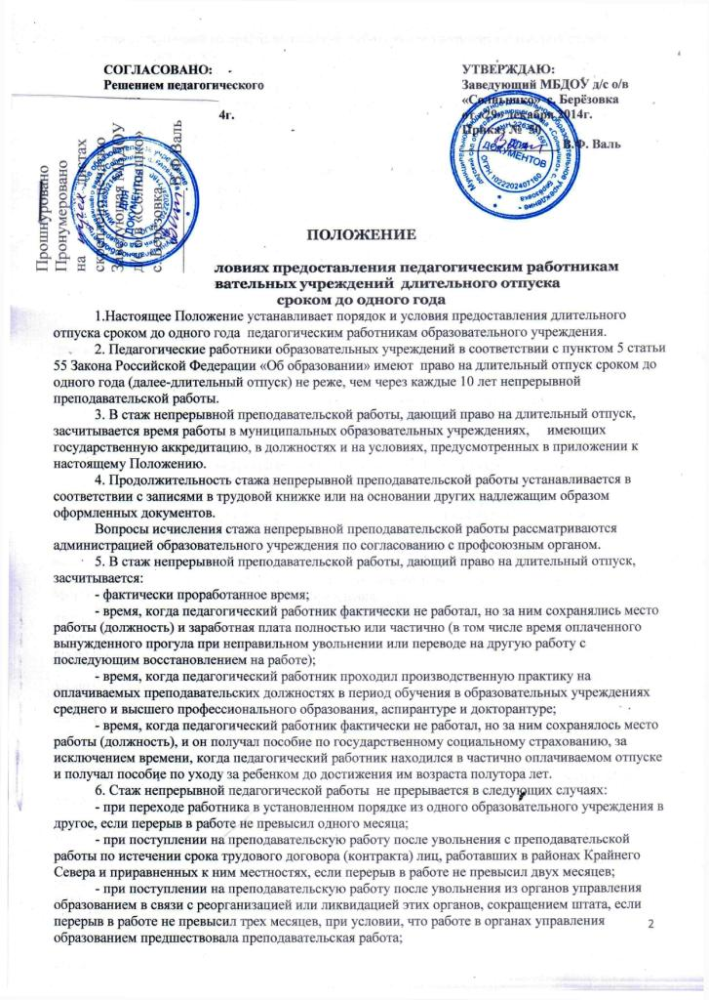 СОГЛАСОВАНО:
Решением педагогического
4г.
УТВЕРЖДАЮ:
Заведующий МБДОУ д/с о/в
«Солнышко» с. Берёзовка
от «29» декабря 2014г.
Приказ №
В.Ф. Валь
Прошнуровано
Пронумеровано
на листах
Заведующая
с. Берёзовка
Валь
ДЛЯ
ДОКУМЕНТОВ
ОГРН 1022202407160
ПОЛОЖЕНИЕ
ловиях предоставления педагогическим работникам
вательных учреждений длительного отпуска
сроком до одного года
1.Настоящее Положение устанавливает порядок и условия предоставления длительного
отпуска сроком до одного года педагогическим работникам образовательного учреждения.
2. Педагогические работники образовательных учреждений в соответствии с пунктом 5 статьи
55 Закона Российской Федерации «Об образовании» имеют право на длительный отпуск сроком до
одного года (далее-длительный отпуск) не реже, чем через каждые 10 лет непрерывной
преподавательской работы.
3. В стаж непрерывной преподавательской работы, дающий право на длительный отпуск,
засчитывается время работы в муниципальных образовательных учреждениях, имеющих
государственную аккредитацию, в должностях и на условиях, предусмотренных в приложении к
настоящему Положению.
4. Продолжительность стажа непрерывной преподавательской работы устанавливается в
соответствии с записями в трудовой книжке или на основании других надлежащим образом
оформленных документов.
Вопросы исчисления стажа непрерывной преподавательской работы рассматриваются
администрацией образовательного учреждения по согласованию с профсоюзным органом.
5. В стаж непрерывной преподавательской работы, дающий право на длительный отпуск,
засчитывается:
- фактически проработанное время;
- время, когда педагогический работник фактически не работал, но за ним сохранялись место
работы (должность) и заработная плата полностью или частично (в том числе время оплаченного
вынужденного прогула при неправильном увольнении или переводе на другую работу с
последующим восстановлением на работе);
- время, когда педагогический работник проходил производственную практику на
оплачиваемых преподавательских должностях в период обучения в образовательных учреждениях
среднего и высшего профессионального образования, аспирантуре и докторантуре;
- время, когда педагогический работник фактически не работал, но за ним сохранялось место
работы (должность), и он получал пособие по государственному социальному страхованию, за
исключением времени, когда педагогический работник находился в частично оплачиваемом отпуске
и получал пособие по уходу за ребенком до достижения им возраста полутора лет.
6. Стаж непрерывной педагогической работы не прерывается в следующих случаях:
- при переходе работника в установленном порядке из одного образовательного учреждения в
другое, если перерыв в работе не превысил одного месяца;
- при поступлении на преподавательскую работу после увольнения с преподавательской
работы по истечении срока трудового договора (контракта) лиц, работавших в районах Крайнего
Севера и приравненных к ним местностях, если перерыв в работе не превысил двух месяцев;
- при поступлении на преподавательскую работу после увольнения из органов управления
образованием в связи с реорганизацией или ликвидацией этих органов, сокращением штата, если
перерыв в работе не превысил трех месяцев, при условии, что работе в органах управления
образованием предшествовала преподавательская работа;
2